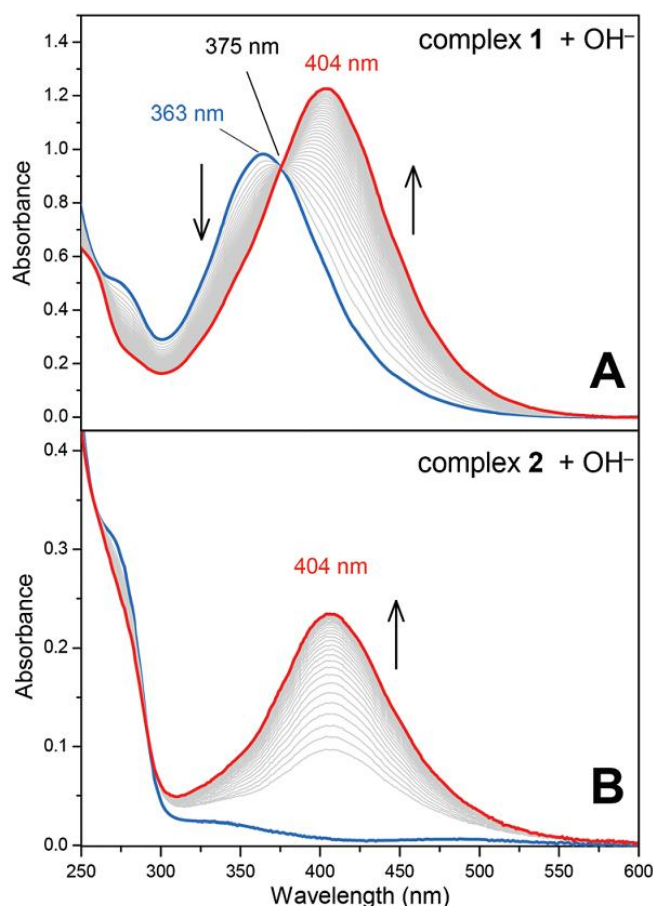 complex 1 + OH–
375 nm
404 nm
363 nm
1.4
1.2
1.0
0.8
0.6
0.4
0.2
0.0
Absorbance
A
complex 2 + OH–
404 nm
0.4
0.3
0.2
0.1
0.0
Absorbance
B
250 300 350 400 450 500 550 600
Wavelength (nm)